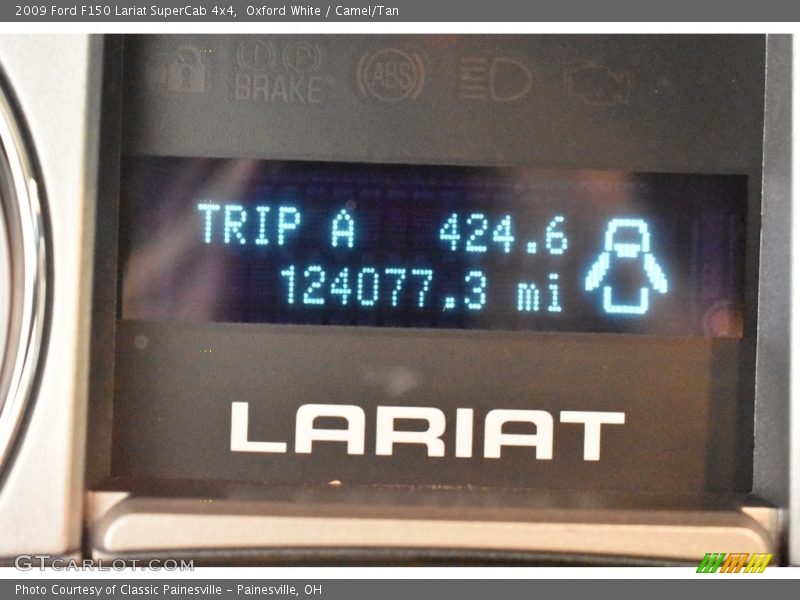 2009 Ford F150 Lariat SuperCab 4x4,  Oxford White / Camel/Tan
BRAKE ABS
TRIP A 424.6
124077.3 mi
LARIAT
GTCARLOT.COM
Photo Courtesy of Classic Painesville - Painesville, OH